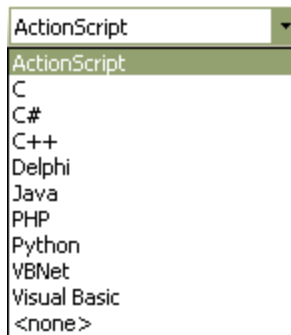 ActionScript
ActionScript
C
C#
C++
Delphi
Java
PHP
Python
VBNet
Visual Basic
<none>